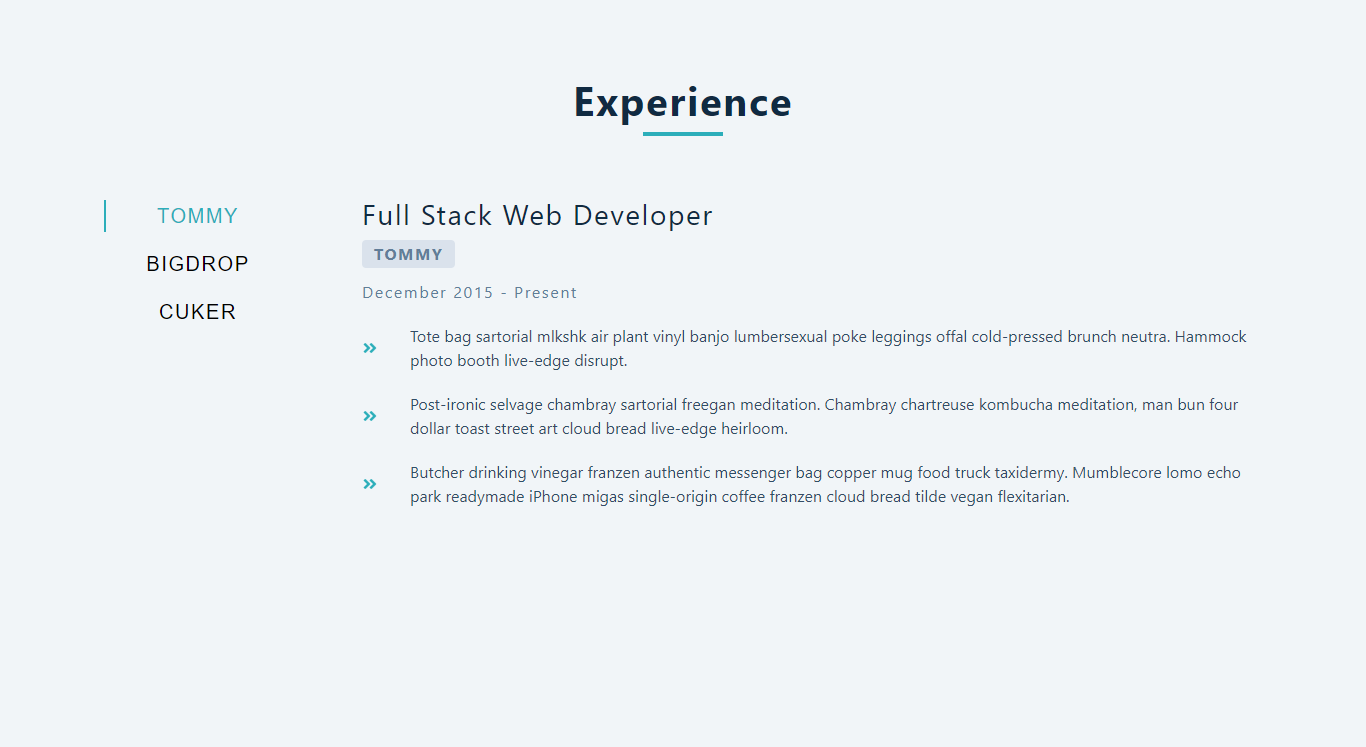 Experience
TOMMY
BIGDROP
CUKER
Full Stack Web Developer
TOMMY
December 2015 - Present
Tote bag sartorial mlkshk air plant vinyl banjo lumbersexual poke leggings offal cold-pressed brunch neutra. Hammock
photo booth live-edge disrupt.
Post-ironic selvage chambray sartorial freegan meditation. Chambray chartreuse kombucha meditation, man bun four
dollar toast street art cloud bread live-edge heirloom.
Butcher drinking vinegar franzen authentic messenger bag copper mug food truck taxidermy. Mumblecore lomo echo
park readymade iPhone migas single-origin coffee franzen cloud bread tilde vegan flexitarian.